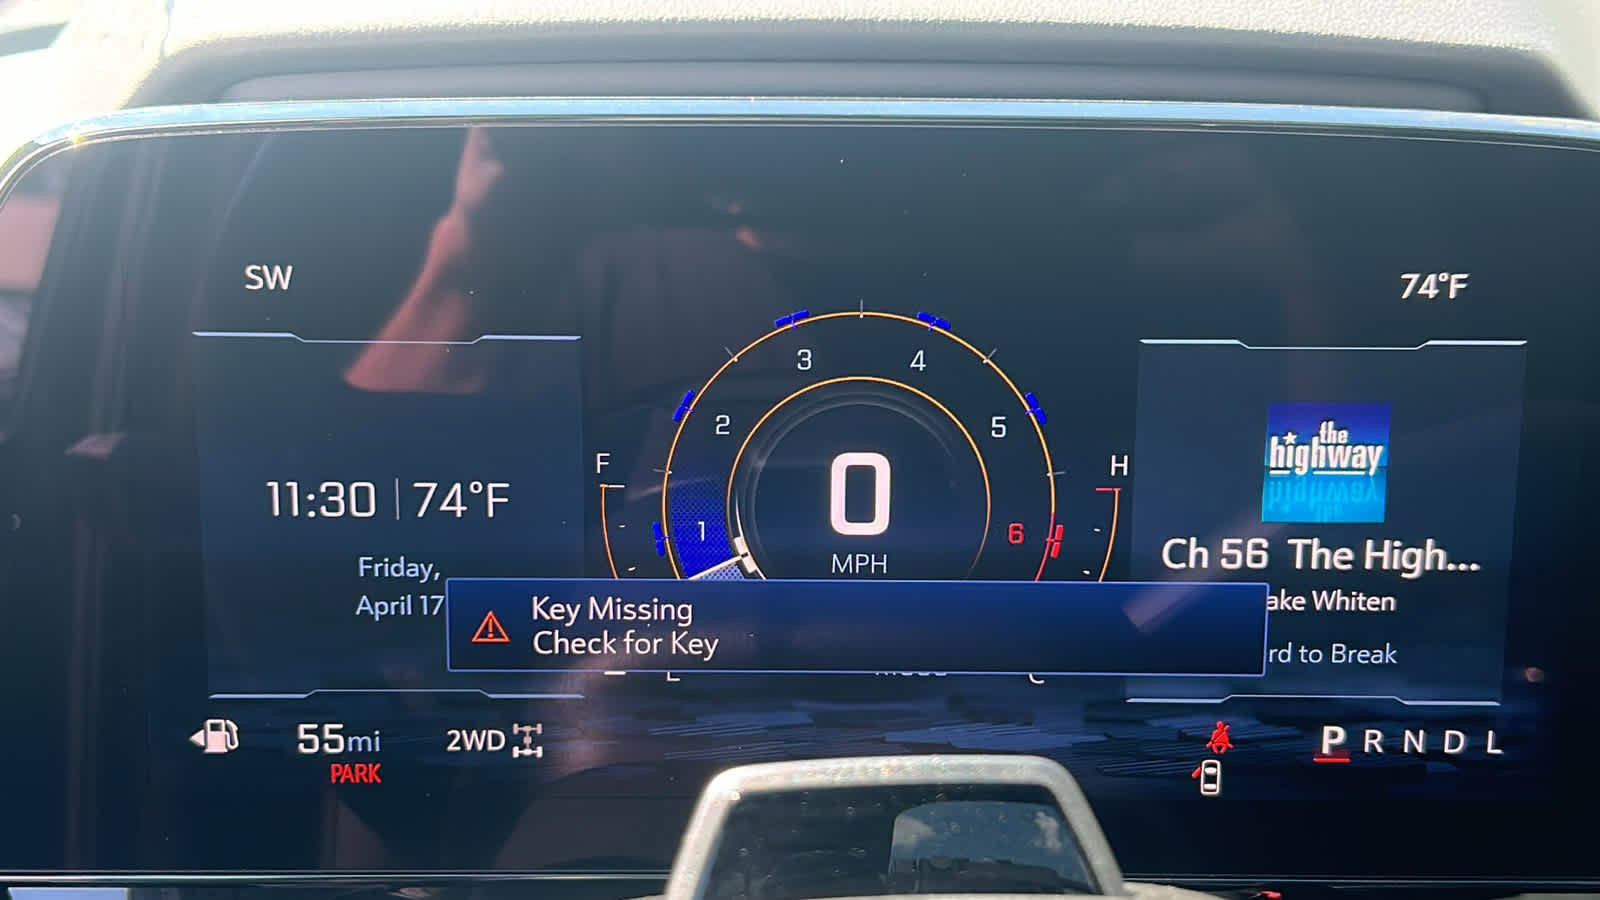 SW
74°F
3
4
2
5
F
H
1
6
0
MPH
11:30 74°F
Friday,
April 17
the
highway
Ch 56 The High...
ake Whiten
rd to Break
Key Missing
Check for Key
55mi
PARK
2WD
P R N D L